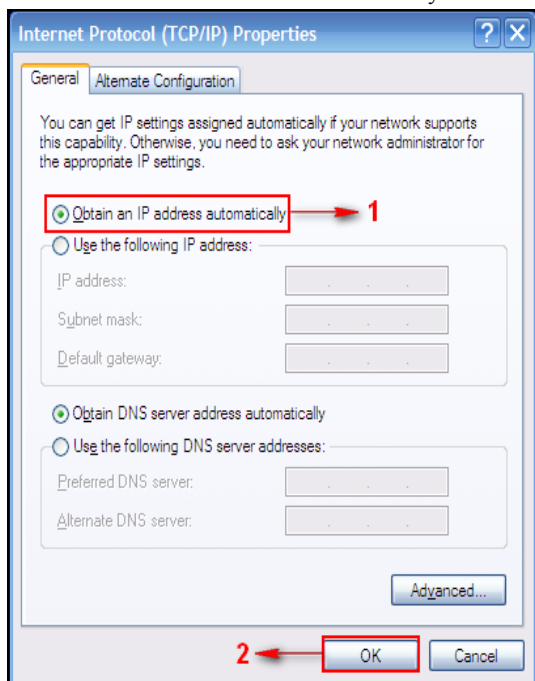 Internet Protocol (TCP/IP) Properties
General Alternate Configuration
You can get IP settings assigned automatically if your network supports
this capability. Otherwise, you need to ask your network administrator for
the appropriate IP settings.
Obtain an IP address automatically 1
Use the following IP address:
IP address:
Subnet mask:
Default gateway:
Obtain DNS server address automatically
Use the following DNS server addresses:
Preferred DNS server:
Alternate DNS server:
Advanced...
2 OK Cancel